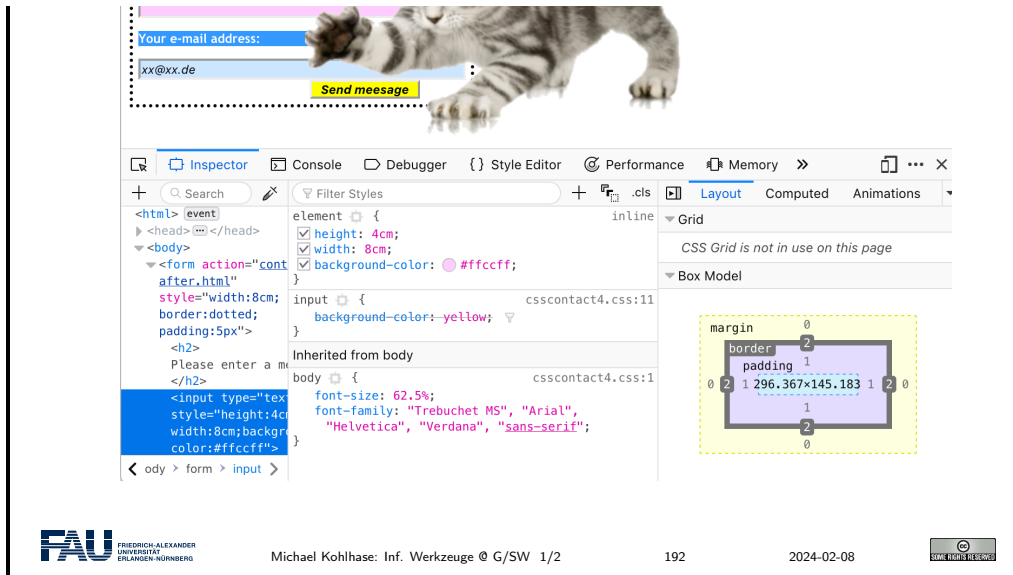 Your e-mail address:
xx@xx.de
Send meesage
Inspector Console Debugger { } Style Editor Performance Memory
+ Search Filter Styles + .cls Layout Computed Animations
<html> event
<head> ··· </head>
<body>
<form action="cont
after.html"
style="width:8cm;
border:dotted;
padding:5px">
<h2>
Please enter a me
</h2>
<input type="tex
style="height:4cm
width:8cm;backgro
color:#ffccff">
ody > form > input
element { inline
height: 4cm;
width: 8cm;
background-color: #ffccff;
}
input { csscontact4.css:11
background-color: yellow;
}
Inherited from body
body { csscontact4.css:1
font-size: 62.5%;
font-family: "Trebuchet MS", "Arial",
"Helvetica", "Verdana", "sans-serif";
}
Grid
CSS Grid is not in use on this page
Box Model
margin 0
border 2
padding 1
0 2 1 296.367×145.183 1 2 0
1
2
0
FAU FRIEDRICH-ALEXANDER
UNIVERSITÄT
ERLANGEN-NÜRNBERG
Michael Kohlhase: Inf. Werkzeuge @ G/SW 1/2 192 2024-02-08
cc
SOME RIGHTS RESERVED